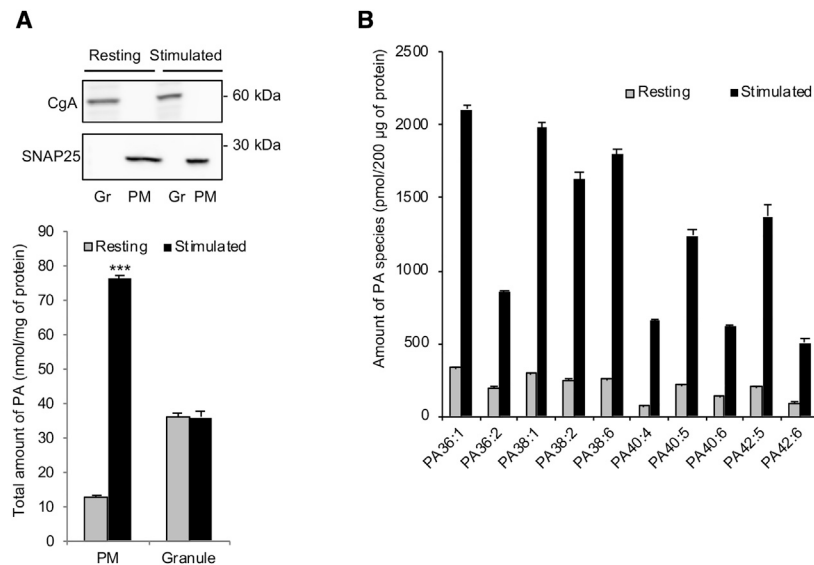 A
Resting Stimulated
CgA
- 60 kDa
SNAP25
- 30 kDa
Gr PM Gr PM
Total amount of PA (nmol/mg of protein)
90
80
70
60
50
40
30
20
10
0
Resting Stimulated
***
PM Granule
B
Amount of PA species (pmol/200 µg of protein)
2500
2000
1500
1000
500
0
Resting Stimulated
PA36:1
PA36:2
PA38:1
PA38:2
PA38:6
PA40:4
PA40:5
PA40:6
PA42:5
PA42:6